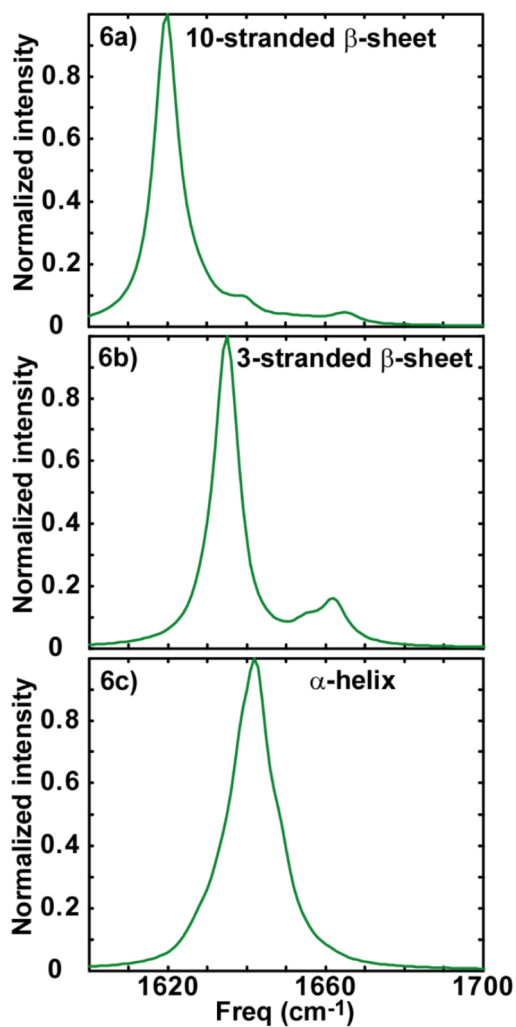 6a) 10-stranded β-sheet
Normalized intensity
0.8
0.6
0.4
0.2
0
6b) 3-stranded β-sheet
Normalized intensity
0.8
0.6
0.4
0.2
0
6c) α-helix
Normalized intensity
0.8
0.6
0.4
0.2
0
1620 1660 1700
Freq (cm-1)